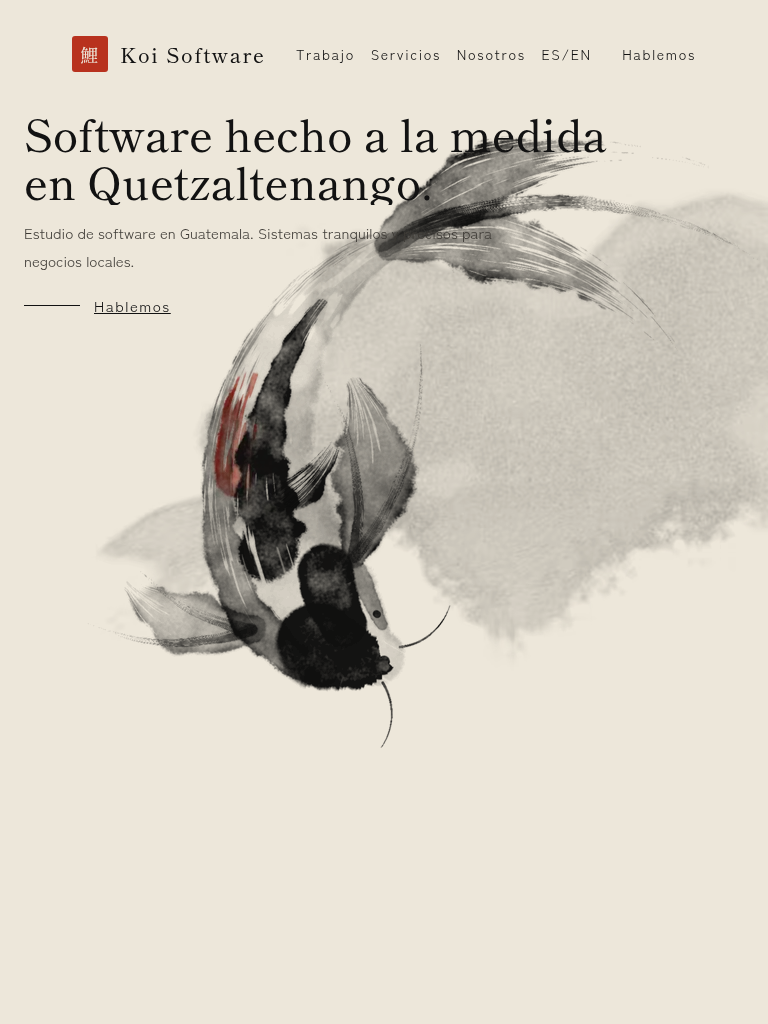 鯉 Koi Software Trabajo Servicios Nosotros ES/EN Hablemos
Software hecho a la medida
en Quetzaltenango.
Estudio de software en Guatemala. Sistemas tranquilos y precisos para
negocios locales.
Hablemos